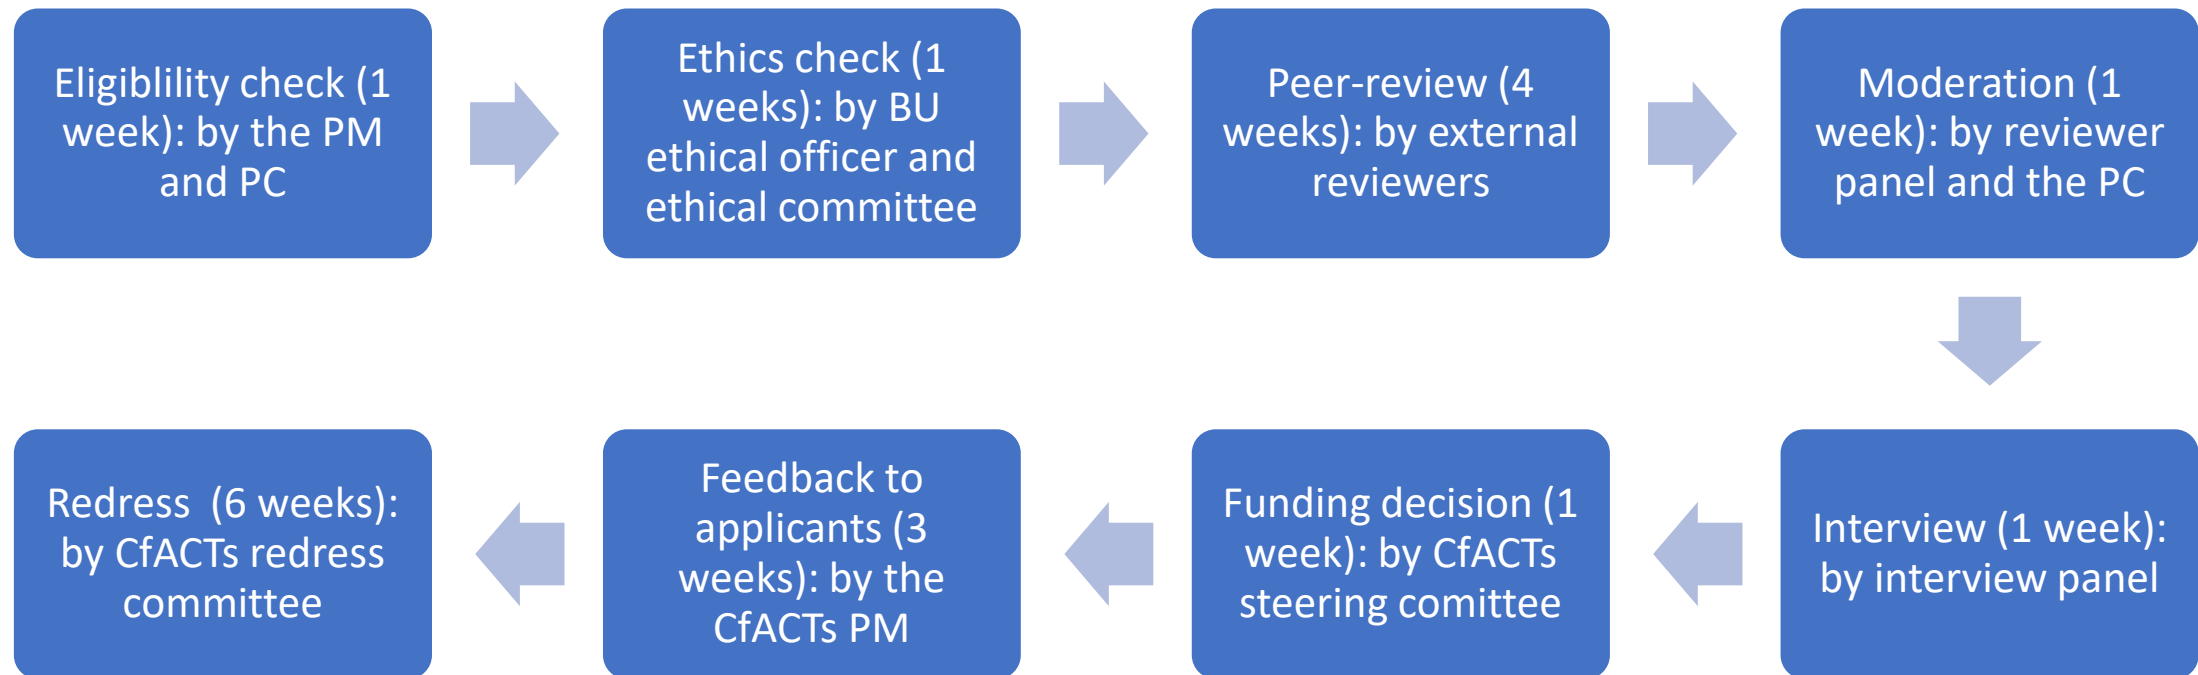 Eligiblility check (1
week): by the PM
and PC
Ethics check (1
weeks): by BU
ethical officer and
ethical committee
Peer-review (4
weeks): by external
reviewers
Moderation (1
week): by reviewer
panel and the PC
Interview (1 week):
by interview panel
Funding decision (1
week): by CfACTs
steering comittee
Feedback to
applicants (3
weeks): by the
CfACTs PM
Redress  (6 weeks):
by CfACTs redress
committee